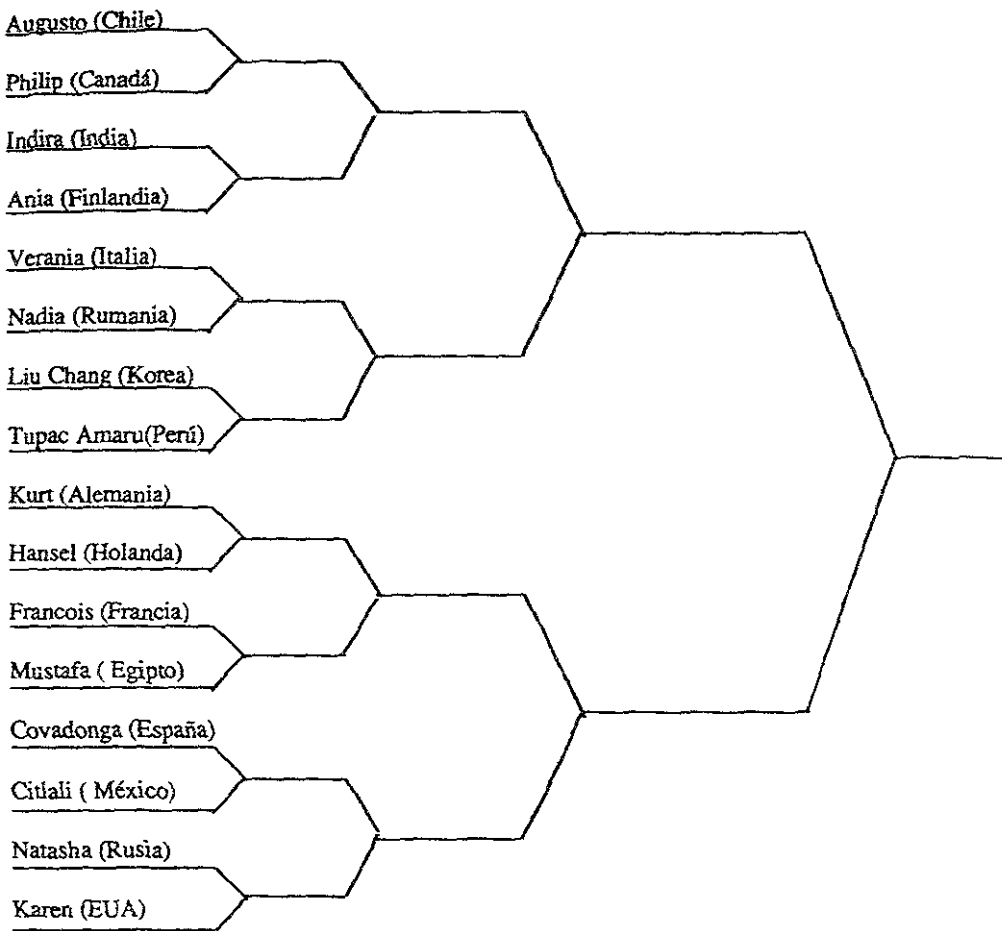 Augusto (Chile)
Philip (Canadá)
Indira (India)
Ania (Finlandia)
Verania (Italia)
Nadia (Rumania)
Liu Chang (Korea)
Tupac Amaru(Perú)
Kurt (Alemania)
Hansel (Holanda)
Francois (Francia)
Mustafa ( Egipto)
Covadonga (España)
Citlali ( México)
Natasha (Rusia)
Karen (EUA)